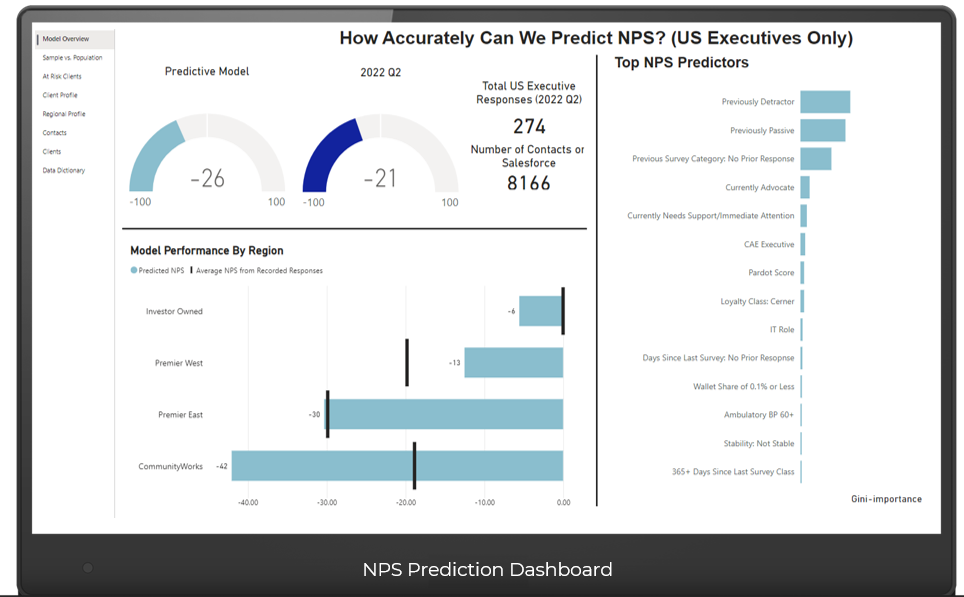 Model Overview
Sample vs. Population
At Risk Clients
Client Profile
Regional Profile
Contacts
Clients
Data Dictionary
How Accurately Can We Predict NPS? (US Executives Only)
Predictive Model
-26
-100
100
2022 Q2
-21
-100
100
Total US Executive
Responses (2022 Q2)
274
Number of Contacts or
Salesforce
8166
Model Performance By Region
Predicted NPS
Average NPS from Recorded Responses
Investor Owned
-6
Premier West
-13
Premier East
-30
CommunityWorks
-42
-40.00
-30.00
-20.00
-10.00
0.00
Top NPS Predictors
Previously Detractor
Previously Passive
Previous Survey Category: No Prior Response
Currently Advocate
Currently Needs Support/Immediate Attention
CAE Executive
Pardot Score
Loyalty Class: Cerner
IT Role
Days Since Last Survey: No Prior Resopnse
Wallet Share of 0.1% or Less
Ambulatory BP 60+
Stability: Not Stable
365+ Days Since Last Survey Class
Gini-importance
NPS Prediction Dashboard